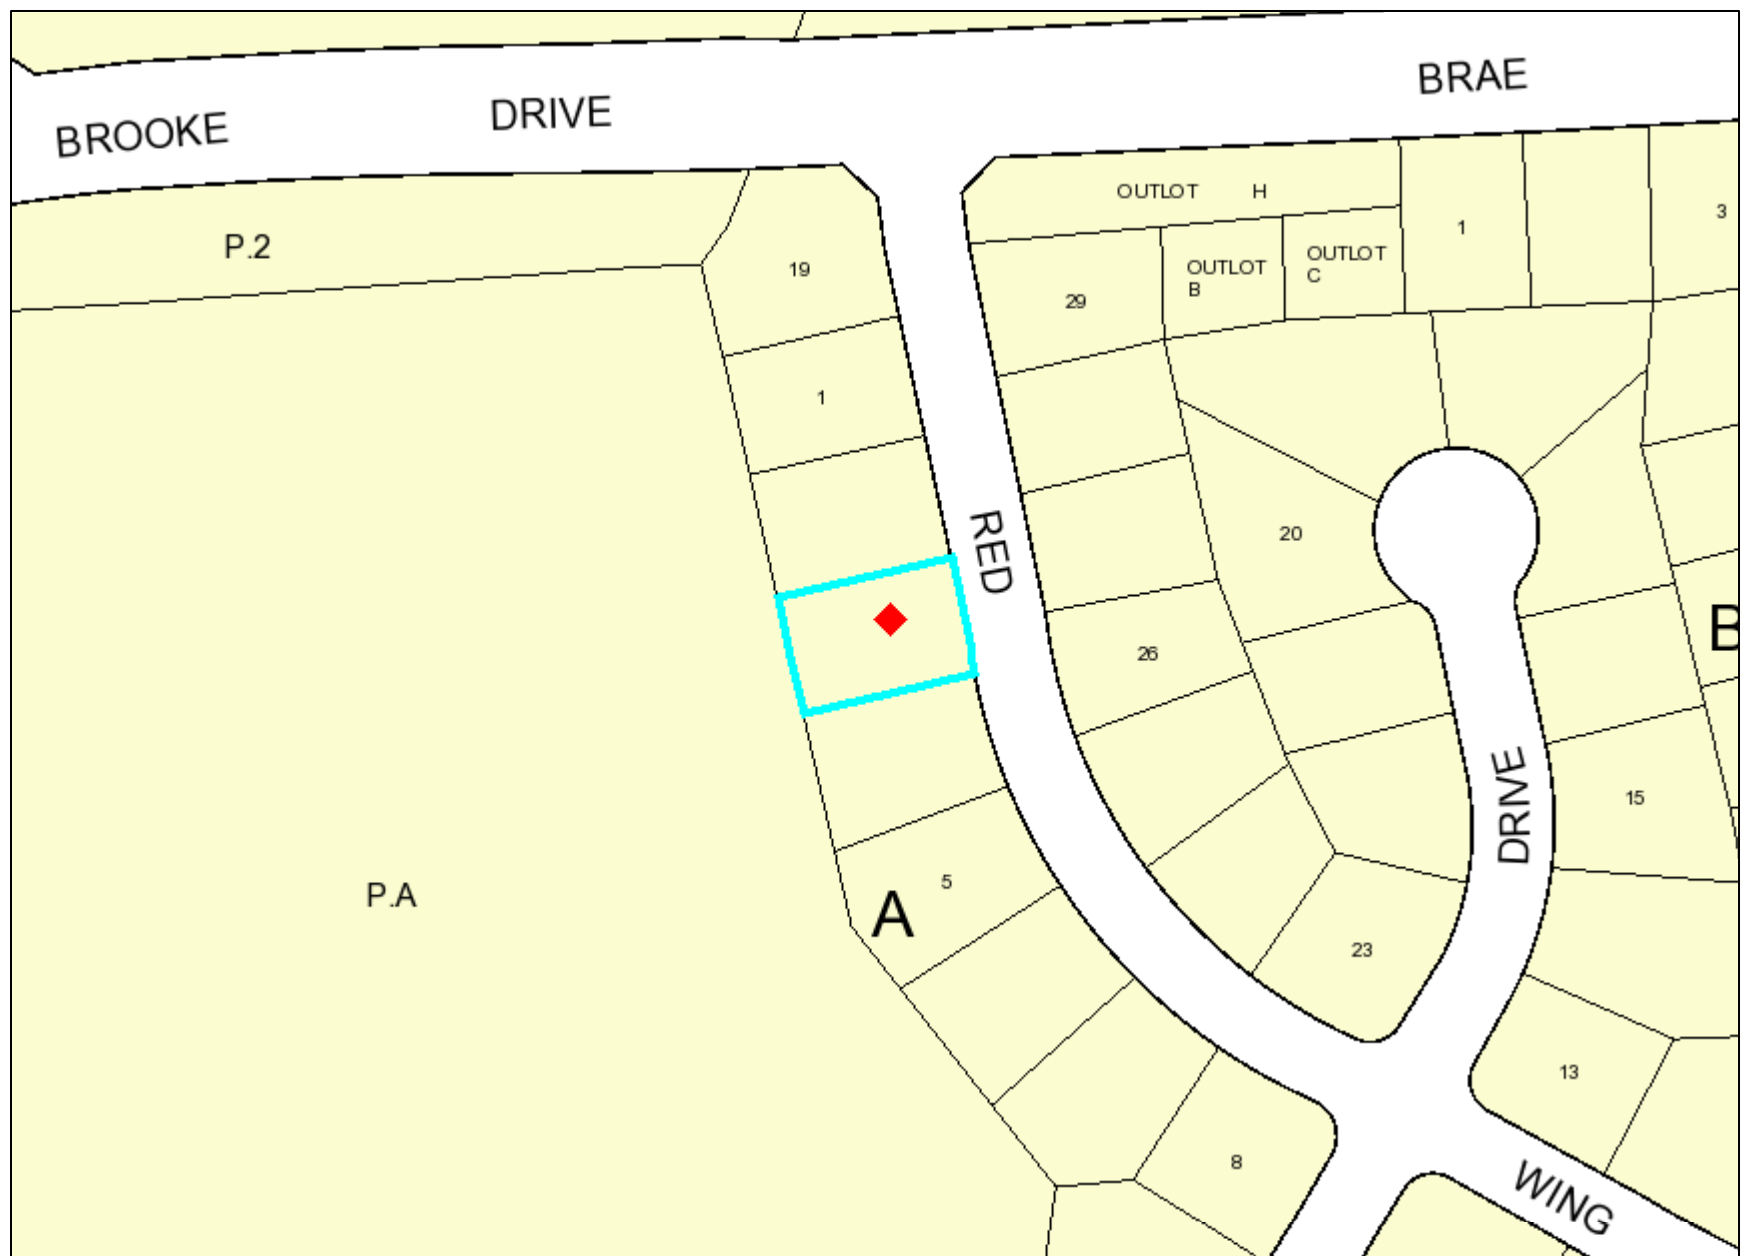 BRAE
BROOKE DRIVE
OUTLOT H
1
3
P.2
19
29
OUTLOT
B
OUTLOT
C
1
RED
20
26
B
DRIVE
15
P.A
5
A
23
13
8
WING